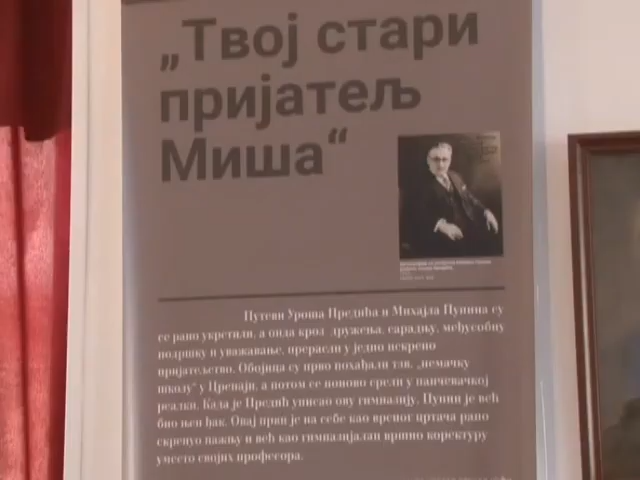 „Твој стари
пријатељ
Миша“
Путеви Уроша Предића и Михајла Пупина су
се рано укрстили, а онда кроз дружења, сарадњу, међусобну
подршку и уважавање, прерасли у једно искрено
пријатељство. Обојица су прво похађали тзв. „немачку
школу“ у Црепаји, а потом се поново срели у панчевачкој
реалки. Када је Предић уписао ову гимназију, Пупин је већ
био њен ђак. Овај први је на себе као врсног цртача рано
скренуо пажњу и већ као гимназијалац вршио коректуру
уместо својих професора.